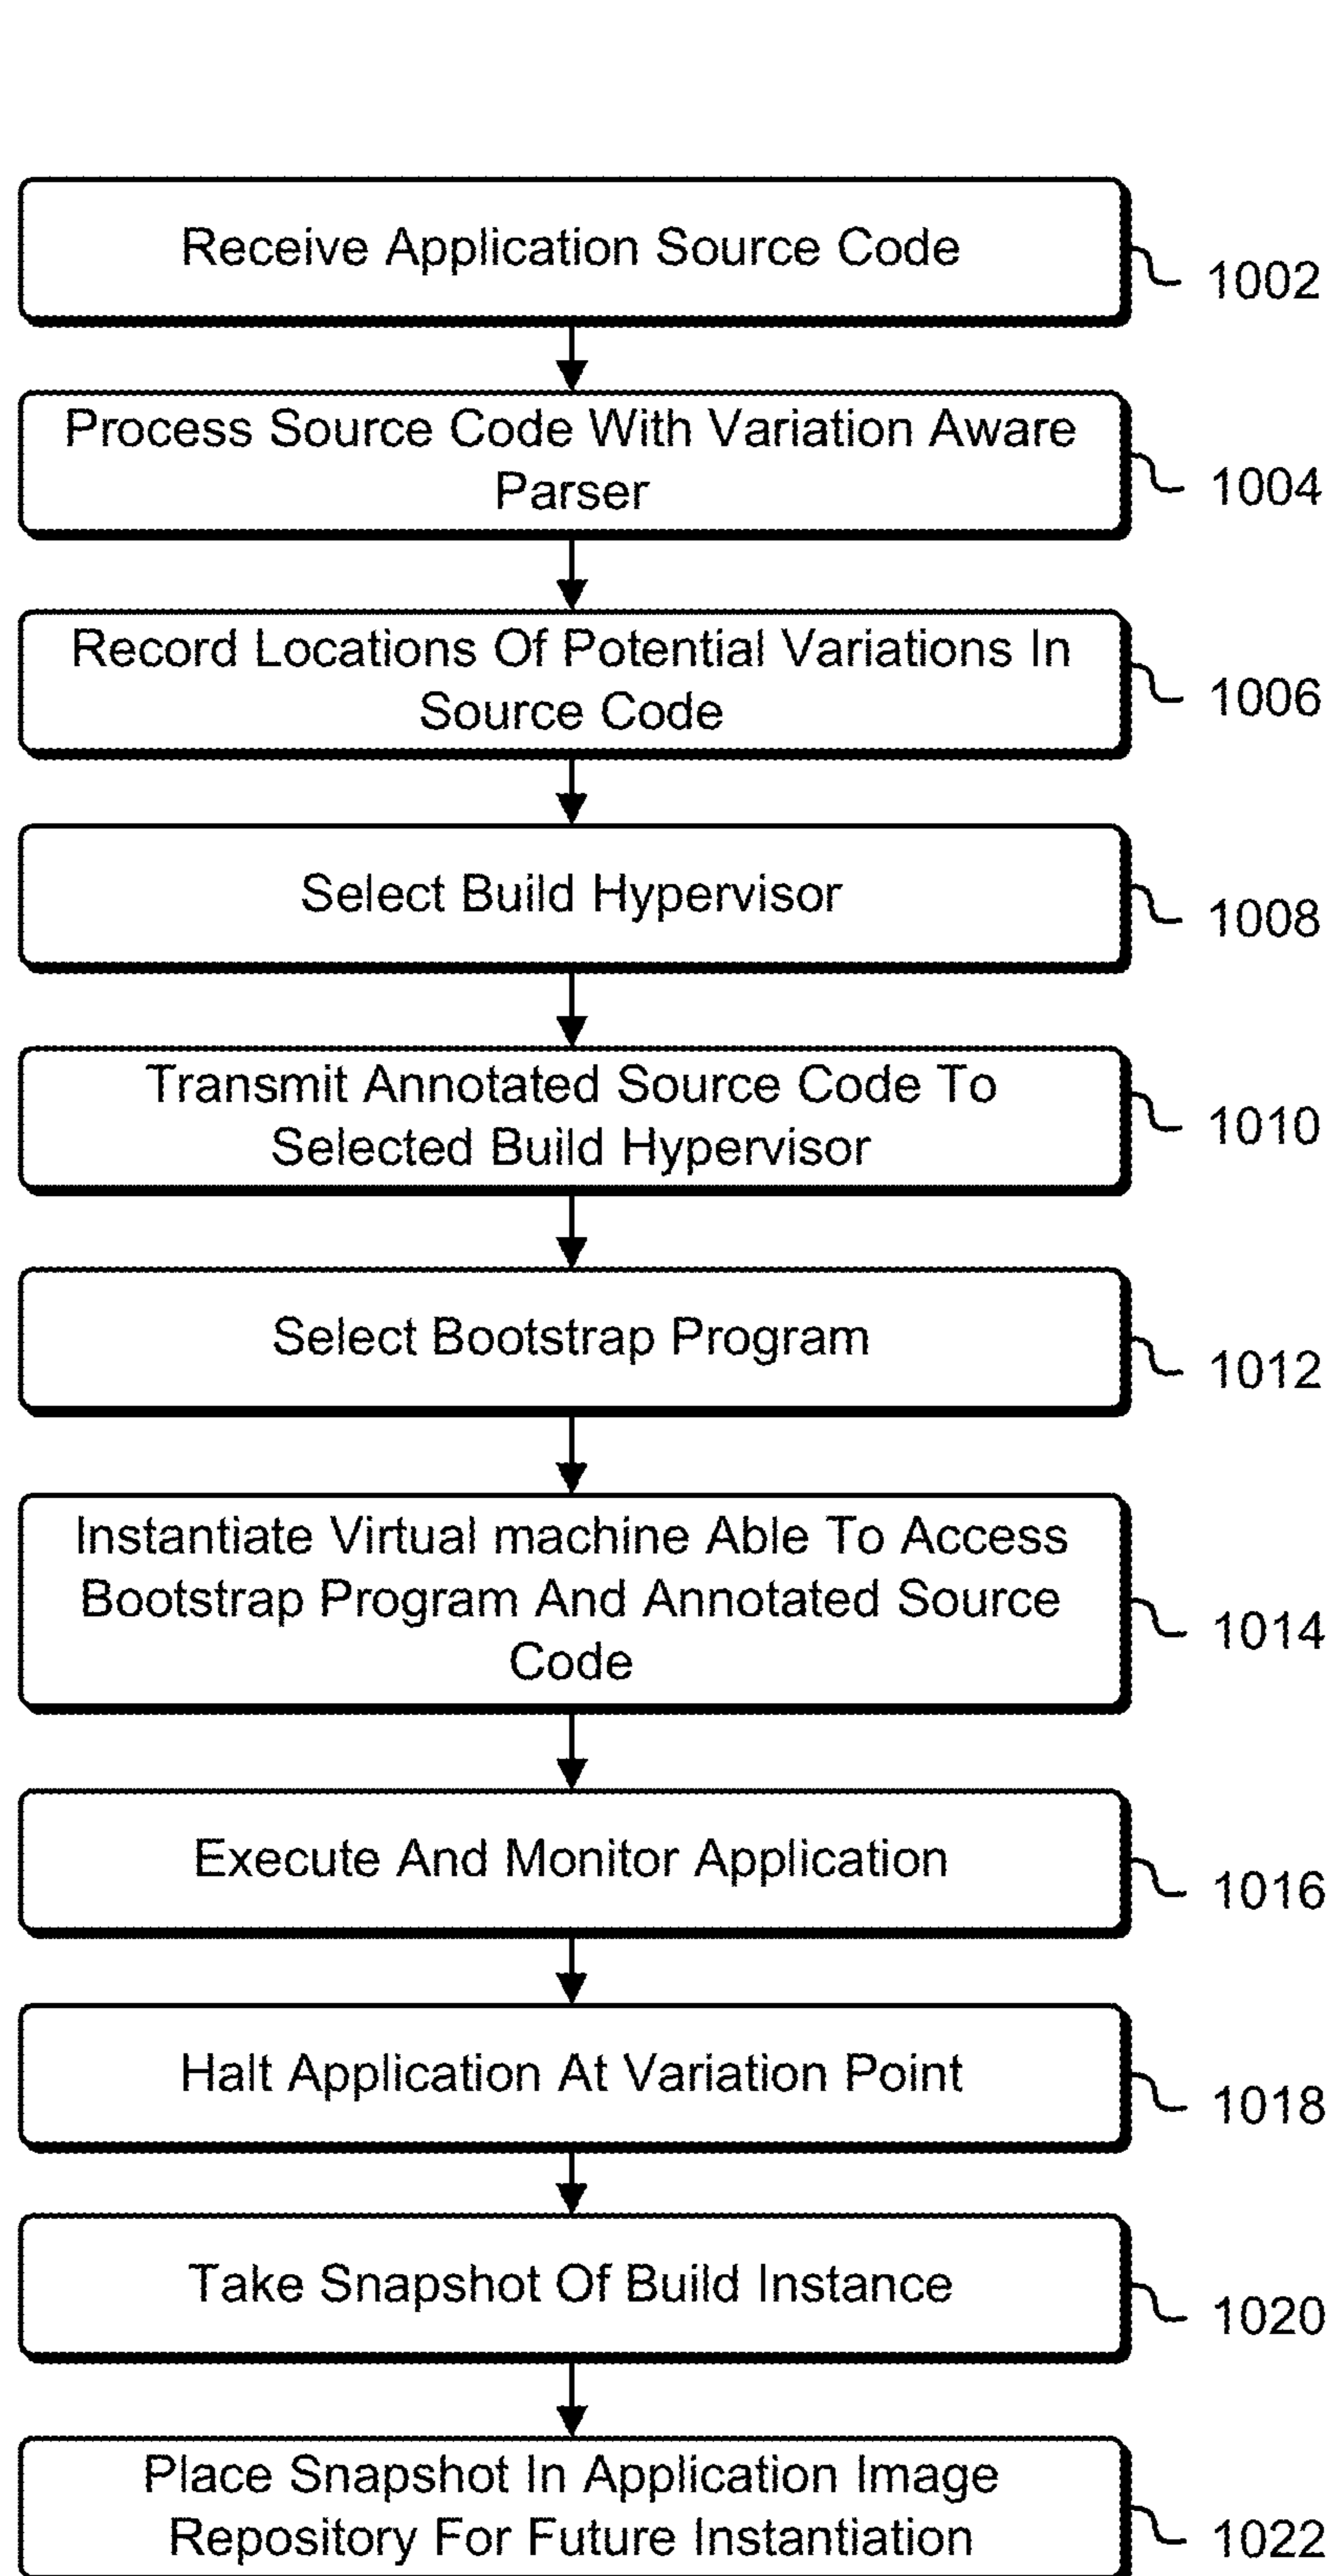 Receive Application Source Code
1002
Process Source Code With Variation Aware
Parser
1004
Record Locations Of Potential Variations In
Source Code
1006
Select Build Hypervisor
1008
Transmit Annotated Source Code To
Selected Build Hypervisor
1010
Select Bootstrap Program
1012
Instantiate Virtual machine Able To Access
Bootstrap Program And Annotated Source
Code
1014
Execute And Monitor Application
1016
Halt Application At Variation Point
1018
Take Snapshot Of Build Instance
1020
Place Snapshot In Application Image
Repository For Future Instantiation
1022